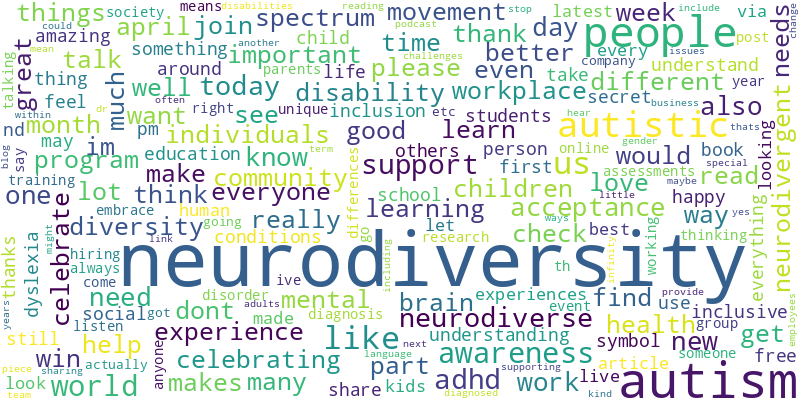 talking
things
society
april
amazing
could
means
join
something
disabilities
spectrum
child
reading
another
movement
podcast
time
stop
thank
challenges
day
include
latest
week
better
every
via
people
post
issues
understand
needs
change
great
thing
talk
around
important
parents
life
please
even
take
company
different
year
dr
mean
feel
within
much
well
today
often
disability
workplace
secret
business
also
looking
neurodivergent
nd
month
im
pm
want
individuals
see
right
inclusion
unique
etc
good
students
learn
hear
gender
autistic
thats
may
say
blog
program
training
education
know
term
differences
others
support
person
first
us
online
would
assessments
book
special
read
one
lot
think
make
community
everyone
school
children
love
maybe
little
happy
everything
celebrate
embrace
diversity
human
going
really
conditions
link
let
go
learning
research
acceptance
check
ways
best
way
yes
thinking
thanks
dyslexia
might
hiring
always
neurodiversity
including
th
infinity
working
years
come
need
social
got
disorder
adults
ive
made
mental
diagnosis
brain
experiences
event
find
use
provide
inclusive
employees
listen
dont
neurodiverse
still
win
help
actually
anyone
experience
like
language
next
understanding
awareness
health
symbol
new
group
get
piece
sharing
look
team
world
makes
celebrating
many
share
kids
part
adhd
supporting
diagnosed
work
kind
live
article
someone
free
autism